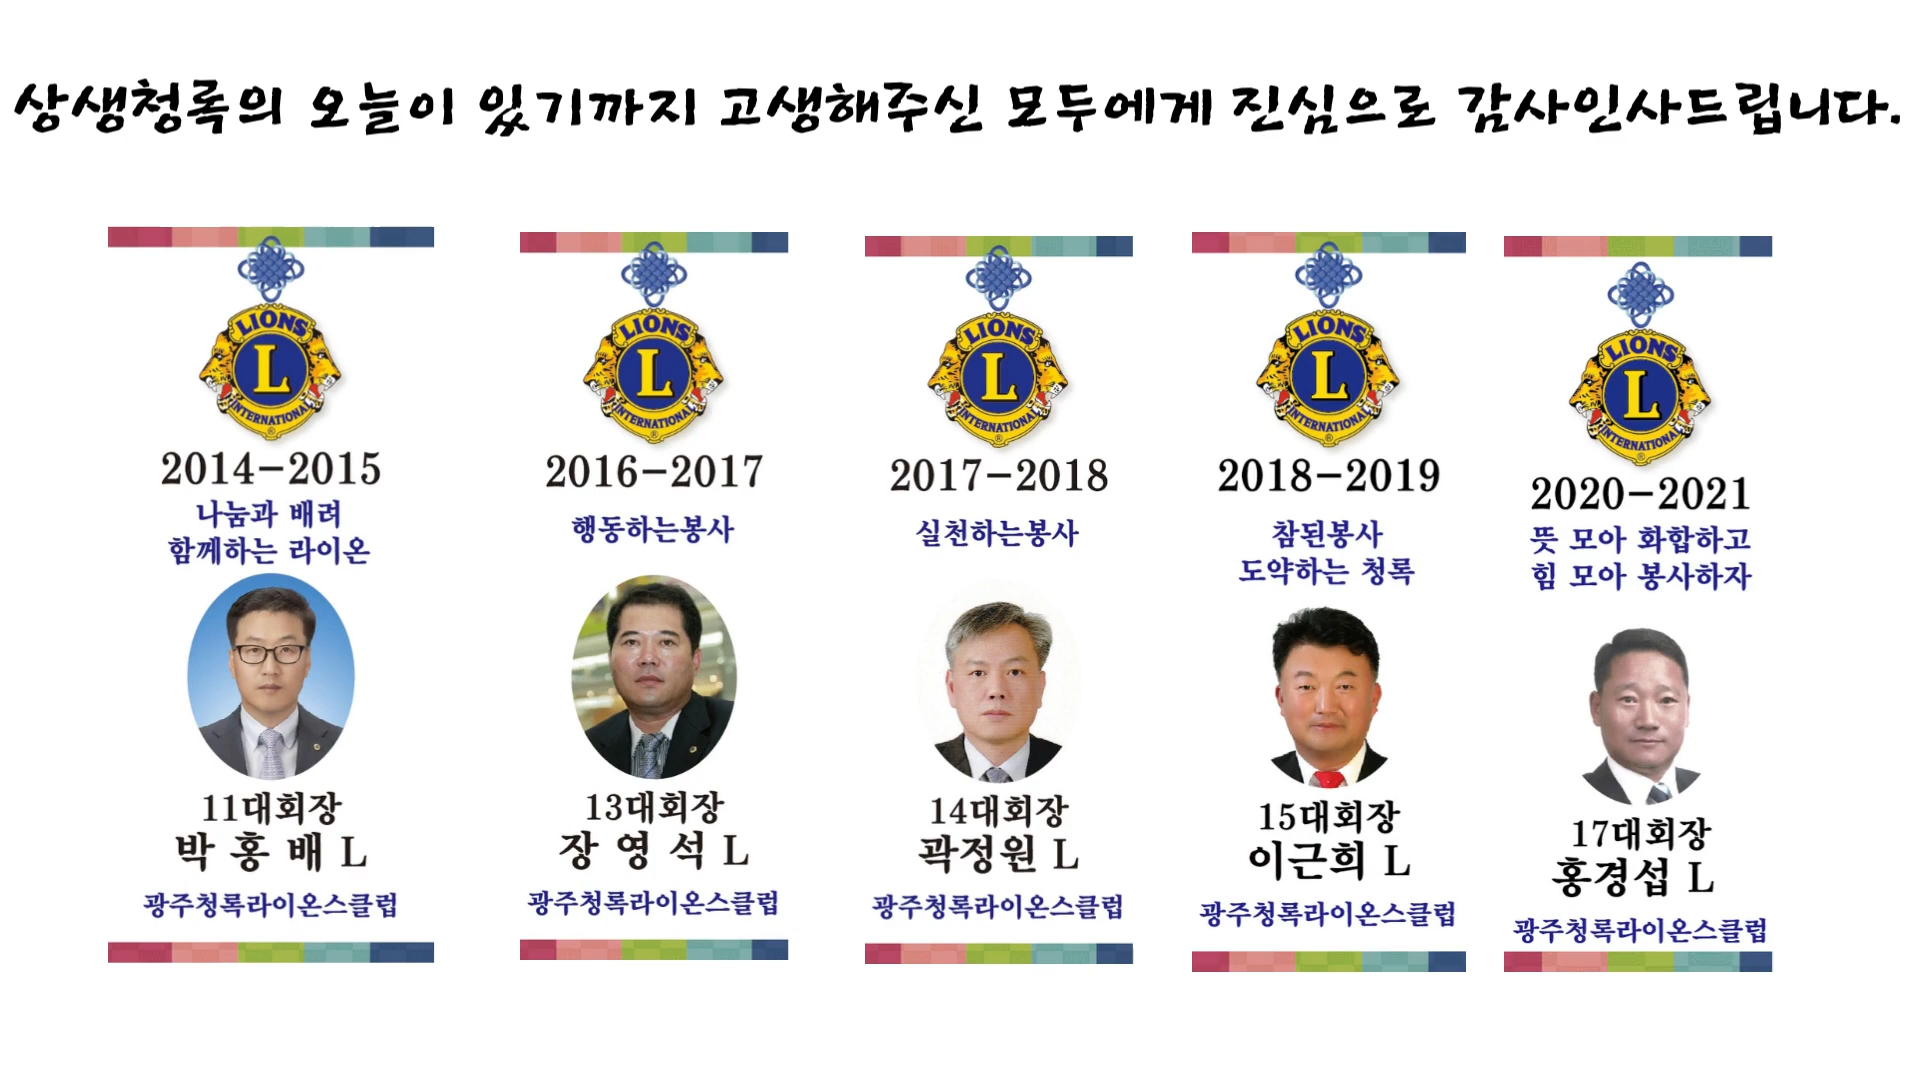 상생청록의 오늘이 있기까지 고생해주신 모두에게 진심으로 감사인사드립니다.
LIONS
L
INTERNATIONAL
®
2014-2015
나눔과 배려
함께하는 라이온
11대회장
박 홍 배 L
광주청록라이온스클럽
LIONS
L
INTERNATIONAL
®
2016-2017
행동하는봉사
13대회장
장 영 석 L
광주청록라이온스클럽
LIONS
L
INTERNATIONAL
®
2017-2018
실천하는봉사
14대회장
곽정원 L
광주청록라이온스클럽
LIONS
L
INTERNATIONAL
®
2018-2019
참된봉사
도약하는 청록
15대회장
이근희 L
광주청록라이온스클럽
LIONS
L
INTERNATIONAL
®
2020-2021
뜻 모아 화합하고
힘 모아 봉사하자
17대회장
홍경섭 L
광주청록라이온스클럽